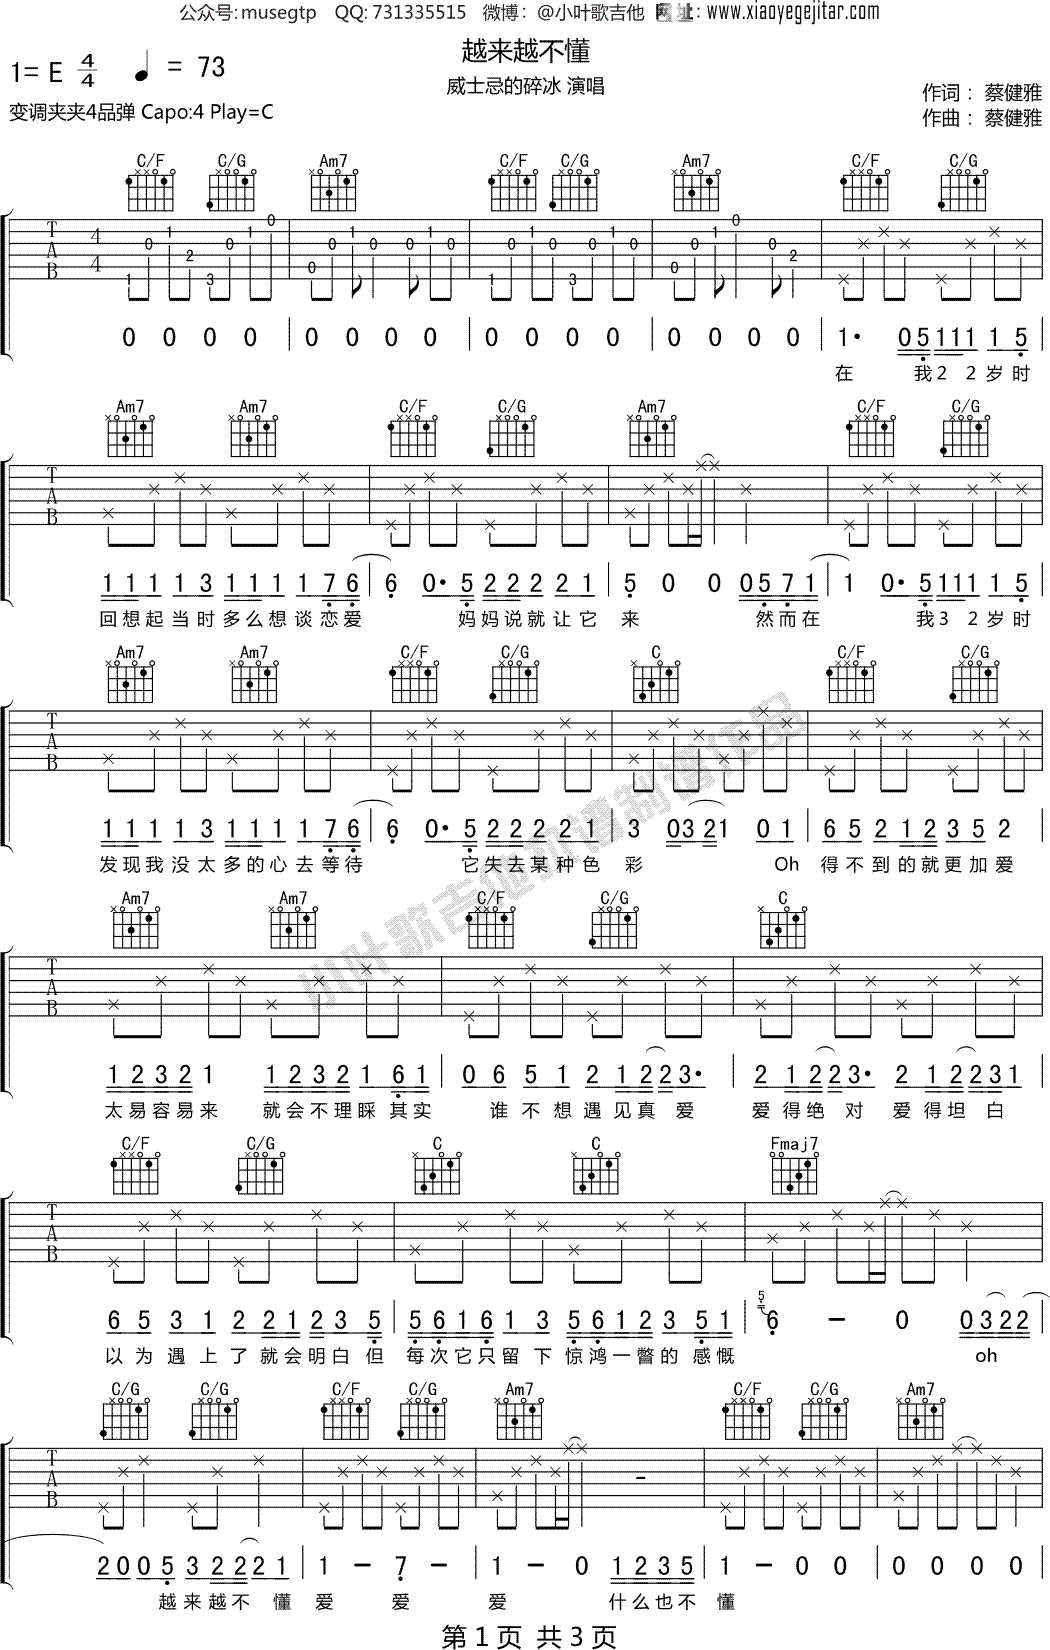 公众号:musegtp QQ:731335515 微博：@小叶歌吉他 网址:www.xiaoyegejitar.com
越来越不懂
1= E 4/4 ♩ = 73
威士忌的碎冰 演唱
作词：蔡健雅
变调夹夹4品弹 Capo:4 Play=C
作曲：蔡健雅
C/F C/G Am7 C/F C/G Am7 C/F C/G
0 0 0 0 0 0 0 0 0 0 0 0 0 0 0 0 1· 0 5 1 1 1 1 5
在 我2 2岁时
Am7 Am7 C/F C/G Am7 C/F C/G
1 1 1 1 3 1 1 1 1 7 6 6 0· 5 2 2 2 2 1 5 0 0 0 5 7 1 1 0· 5 1 1 1 1 5
回想起当时多么想谈恋爱 妈妈说就让它 来 然而在 我3 2岁时
Am7 Am7 C/F C/G C C/F C/G
1 1 1 1 3 1 1 1 1 7 6 6 0· 5 2 2 2 2 1 3 0 3 2 1 0 1 6 5 2 1 2 3 5 2
发现我没太多的心去等待 它失去某种色 彩 Oh 得不到的就更加爱
Am7 Am7 C/F C/G C
1 2 3 2 1 1 2 3 2 1 6 1 0 6 5 1 2 1 2 2 2 3· 2 1 2 2 3· 2 1 2 2 3 1
太易容易来 就会不理睬 其实 谁不想遇见真 爱 爱得绝 对 爱得坦 白
C/F C/G C C Fmaj7
6 5 3 1 2 2 1 2 3 5 5 6 1 6 1 3 5 6 1 2 3 5 1 5 6 － 0 0 3 2 2
以为遇上了就会明白但 每次它只留下惊鸿一瞥的感慨 oh
C/G C/G C/F C/G Am7 C/F C/G Am7
2 0 0 5 3 2 2 2 1 1 － 7 － 1 － 0 1 2 3 5 1 － 0 0 0 0 0 0
越来越不 懂 爱 爱 爱 什么也不 懂
小叶歌吉他扒谱制谱作品
第 1 页 共 3 页